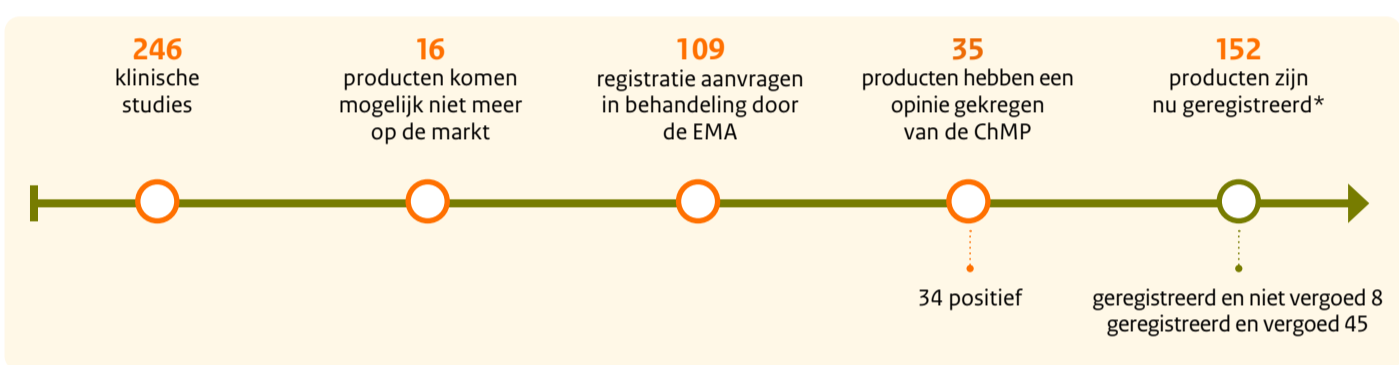 246
klinische
studies
16
producten komen
mogelijk niet meer
op de markt
109
registratie aanvragen
in behandeling door
de EMA
35
producten hebben een
opinie gekregen
van de ChMP
152
producten zijn
nu geregistreerd*
34 positief
geregistreerd en niet vergoed 8
geregistreerd en vergoed 45